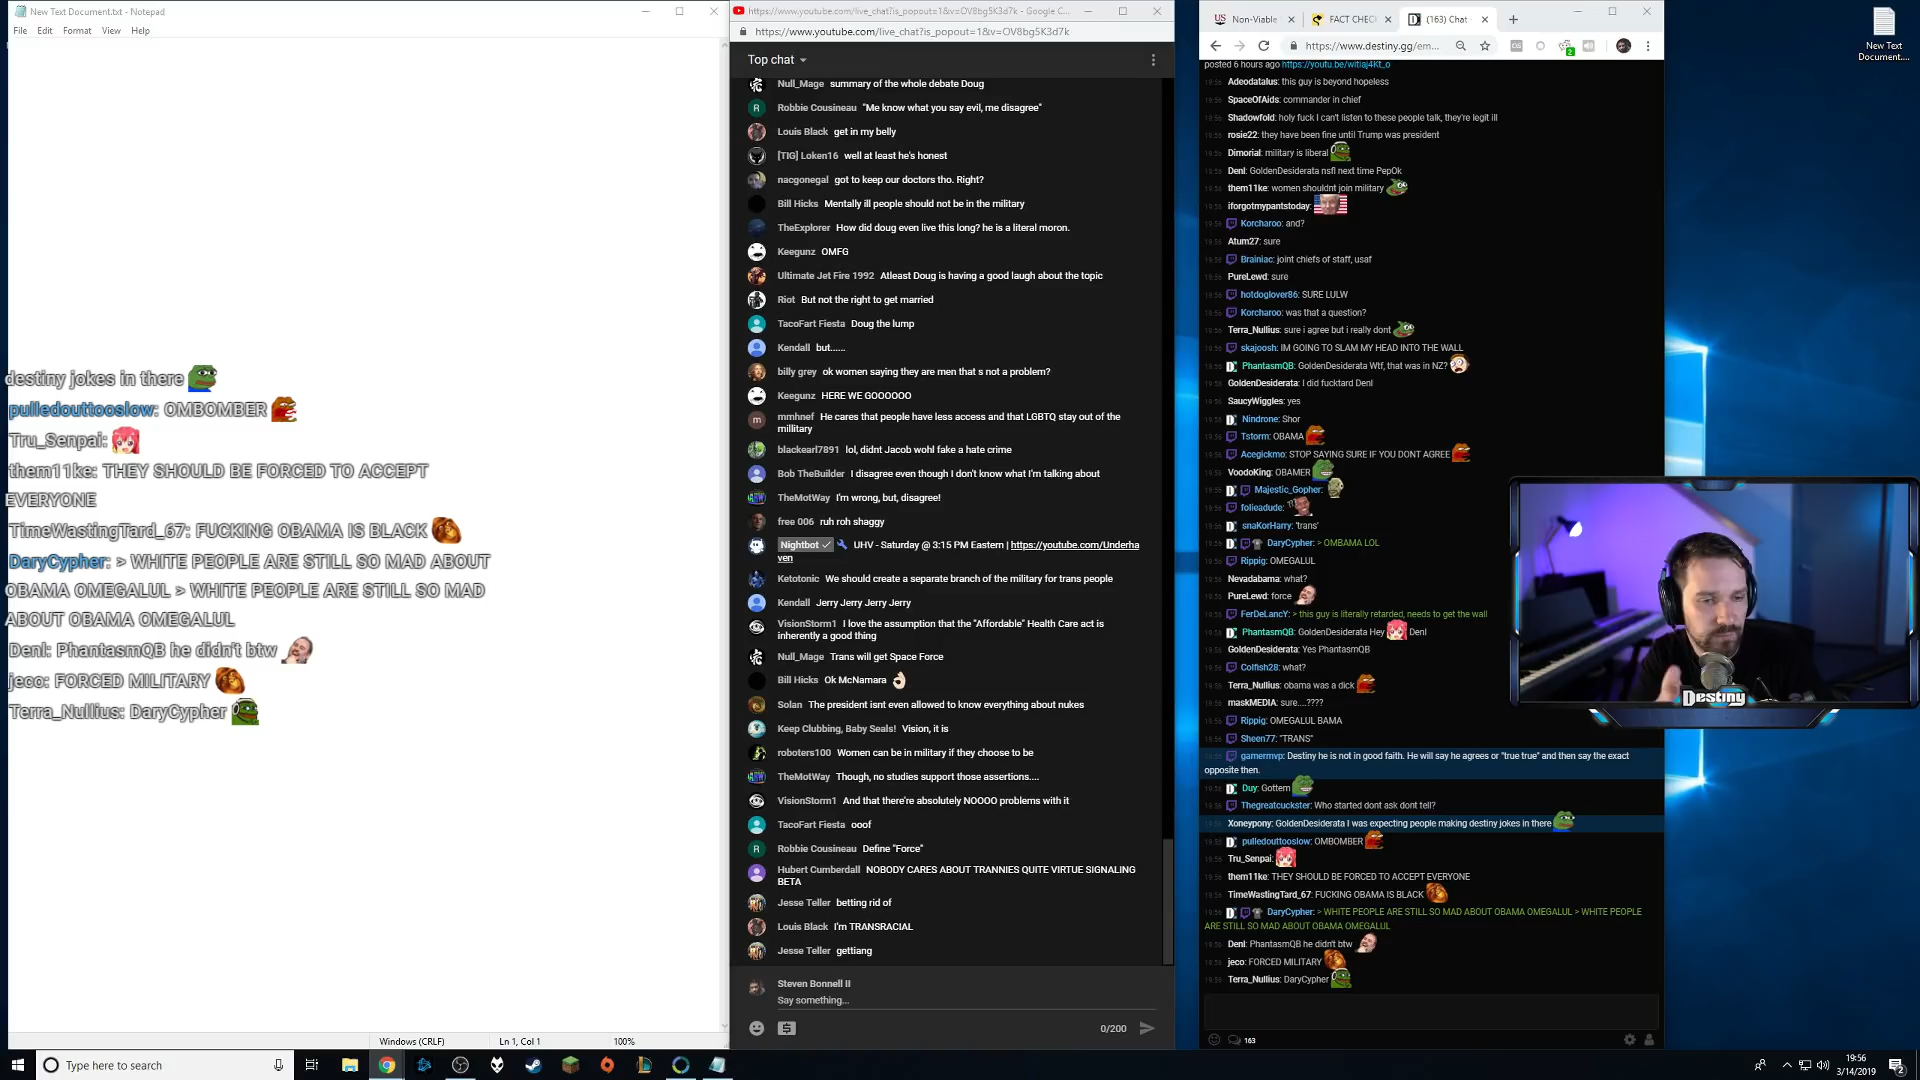 New Text Document.txt - Notepad
File Edit Format View Help
destiny jokes in there
pulledouttooslow: OMBOMBER
Tru_Senpai:
them11ke: THEY SHOULD BE FORCED TO ACCEPT
EVERYONE
TimeWastingTard_67: FUCKING OBAMA IS BLACK
DaryCypher: > WHITE PEOPLE ARE STILL SO MAD ABOUT
OBAMA OMEGALUL > WHITE PEOPLE ARE STILL SO MAD
ABOUT OBAMA OMEGALUL
Denl: PhantasmQB he didn't btw
jeco: FORCED MILITARY
Terra_Nullius: DaryCypher
Windows (CRLF) Ln 1, Col 1 100%
https://www.youtube.com/live_chat?is_popout=1&v=OV8bg5K3d7k - Google C...
https://www.youtube.com/live_chat?is_popout=1&v=OV8bg5K3d7k
Top chat
Null_Mage summary of the whole debate Doug
Robbie Cousineau "Me know what you say evil, me disagree"
Louis Black get in my belly
[TIG] Loken16 well at least he's honest
nacgonegal got to keep our doctors tho. Right?
Bill Hicks Mentally ill people should not be in the military
TheExplorer How did doug even live this long? he is a literal moron.
Keegunz OMFG
Ultimate Jet Fire 1992 Atleast Doug is having a good laugh about the topic
Riot But not the right to get married
TacoFart Fiesta Doug the lump
Kendall but......
billy grey ok women saying they are men that s not a problem?
Keegunz HERE WE GOOOOOO
mmhnef He cares that people have less access and that LGBTQ stay out of the
millitary
blackearl7891 lol, didnt Jacob wohl fake a hate crime
Bob TheBuilder I disagree even though I don't know what I'm talking about
TheMotWay I'm wrong, but, disagree!
free 006 ruh roh shaggy
Nightbot UHV - Saturday @ 3:15 PM Eastern | https://youtube.com/Underha
ven
Ketotonic We should create a separate branch of the military for trans people
Kendall Jerry Jerry Jerry Jerry
VisionStorm1 I love the assumption that the "Affordable" Health Care act is
inherently a good thing
Null_Mage Trans will get Space Force
Bill Hicks Ok McNamara
Solan The president isnt even allowed to know everything about nukes
Keep Clubbing, Baby Seals! Vision, it is
roboters100 Women can be in military if they choose to be
TheMotWay Though, no studies support those assertions....
VisionStorm1 And that there're absolutely NOOOO problems with it
TacoFart Fiesta ooof
Robbie Cousineau Define "Force"
Hubert Cumberdall NOBODY CARES ABOUT TRANNIES QUITE VIRTUE SIGNALING
BETA
Jesse Teller betting rid of
Louis Black I'm TRANSRACIAL
Jesse Teller gettiang
Steven Bonnell II
Say something...
0/200
Non-Viable FACT CHECK (163) Chat
https://www.destiny.gg/em...
posted 6 hours ago
Adeodatalus: this guy is beyond hopeless
SpaceOfAids: commander in chief
Shadowfold: holy fuck I can't listen to these people talk, they're legit ill
rosie22: they have been fine until Trump was president
Dimorial: military is liberal
Denl: GoldenDesiderata nsfl next time PepOk
them11ke: women shouldnt join military
iforgotmypantstoday:
Korcharoo: and?
Atum27: sure
Brainiac: joint chiefs of staff, usaf
PureLewd: sure
hotdoglover86: SURE LULW
Korcharoo: was that a question?
Terra_Nullius: sure i agree but i really dont
skajoosh: IM GOING TO SLAM MY HEAD INTO THE WALL
PhantasmQB: GoldenDesiderata Wtf, that was in NZ?
GoldenDesiderata: I did fucktard Denl
SaucyWiggles: yes
Nindrone: Shor
Tstorm: OBAMA
Acegickmo: STOP SAYING SURE IF YOU DONT AGREE
VoodoKing: OBAMER
Majestic_Gopher:
folieadude:
snaKorHarry: 'trans'
DaryCypher: > OMBAMA LOL
Rippig: OMEGALUL
Nevadabama: what?
PureLewd: force
FerDeLancY: > this guy is literally retarded, needs to get the wall
PhantasmQB: GoldenDesiderata Hey Denl
GoldenDesiderata: Yes PhantasmQB
Colfish28: what?
Terra_Nullius: obama was a dick
maskMEDIA: sure....????
Rippig: OMEGALUL BAMA
Sheen77: "TRANS"
gamermvp: Destiny he is not in good faith. He will say he agrees or "true true" and then say the exact
opposite then.
Duy: Gottem
Thegreatcuckster: Who started dont ask dont tell?
Xoneypony: GoldenDesiderata I was expecting people making destiny jokes in there
pulledouttooslow: OMBOMBER
Tru_Senpai:
them11ke: THEY SHOULD BE FORCED TO ACCEPT EVERYONE
TimeWastingTard_67: FUCKING OBAMA IS BLACK
DaryCypher: > WHITE PEOPLE ARE STILL SO MAD ABOUT OBAMA OMEGALUL > WHITE PEOPLE
ARE STILL SO MAD ABOUT OBAMA OMEGALUL
Denl: PhantasmQB he didn't btw
jeco: FORCED MILITARY
Terra_Nullius: DaryCypher
163
Destiny
New Text
Document....
Type here to search
19:56
3/14/2019